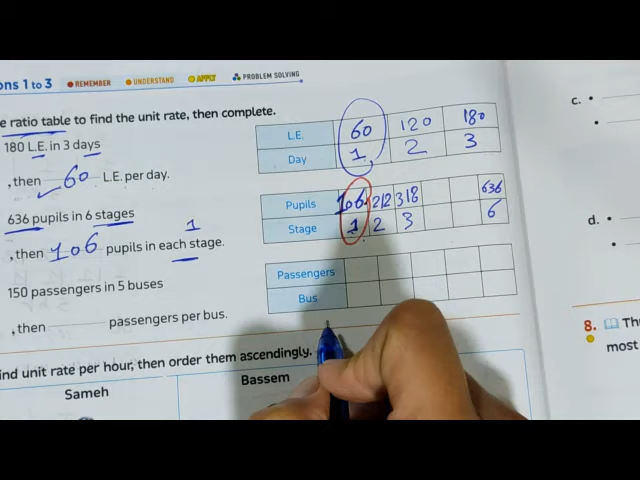 ons 1 to 3 REMEMBER UNDERSTAND APPLY PROBLEM SOLVING
e ratio table to find the unit rate, then complete.
180 L.E. in 3 days
, then 60 L.E. per day.
L.E. 60 120 180
Day 1 2 3
636 pupils in 6 stages
, then 106 pupils in each stage.
1
Pupils 106 212 318 636
Stage 1 2 3 6
150 passengers in 5 buses
, then passengers per bus.
Passengers
Bus
ind unit rate per hour, then order them ascendingly.
Sameh
Bassem
c.
d.
8. Th
most